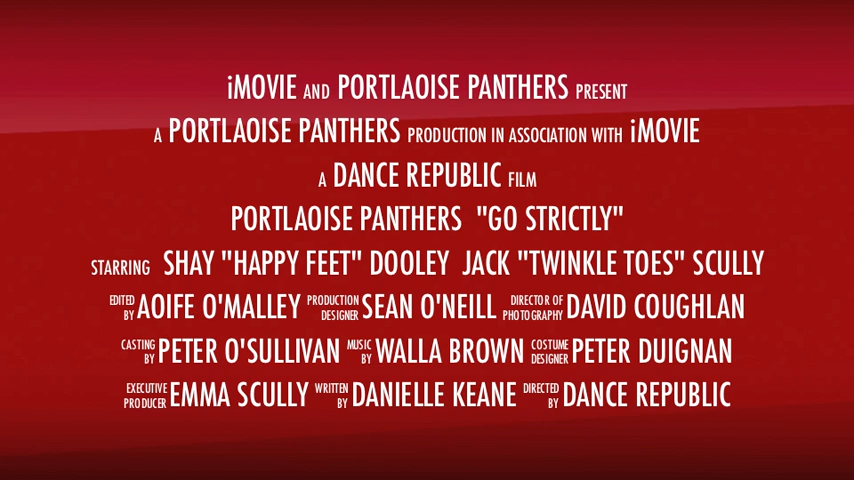 iMOVIE AND PORTLAOISE PANTHERS PRESENT
A PORTLAOISE PANTHERS PRODUCTION IN ASSOCIATION WITH iMOVIE
A DANCE REPUBLIC FILM
PORTLAOISE PANTHERS "GO STRICTLY"
STARRING SHAY "HAPPY FEET" DOOLEY JACK "TWINKLE TOES" SCULLY
EDITED BY AOIFE O'MALLEY PRODUCTION DESIGNER SEAN O'NEILL DIRECTOR OF PHOTOGRAPHY DAVID COUGHLAN
CASTING BY PETER O'SULLIVAN MUSIC BY WALLA BROWN COSTUME DESIGNER PETER DUIGNAN
EXECUTIVE PRODUCER EMMA SCULLY WRITTEN BY DANIELLE KEANE DIRECTED BY DANCE REPUBLIC